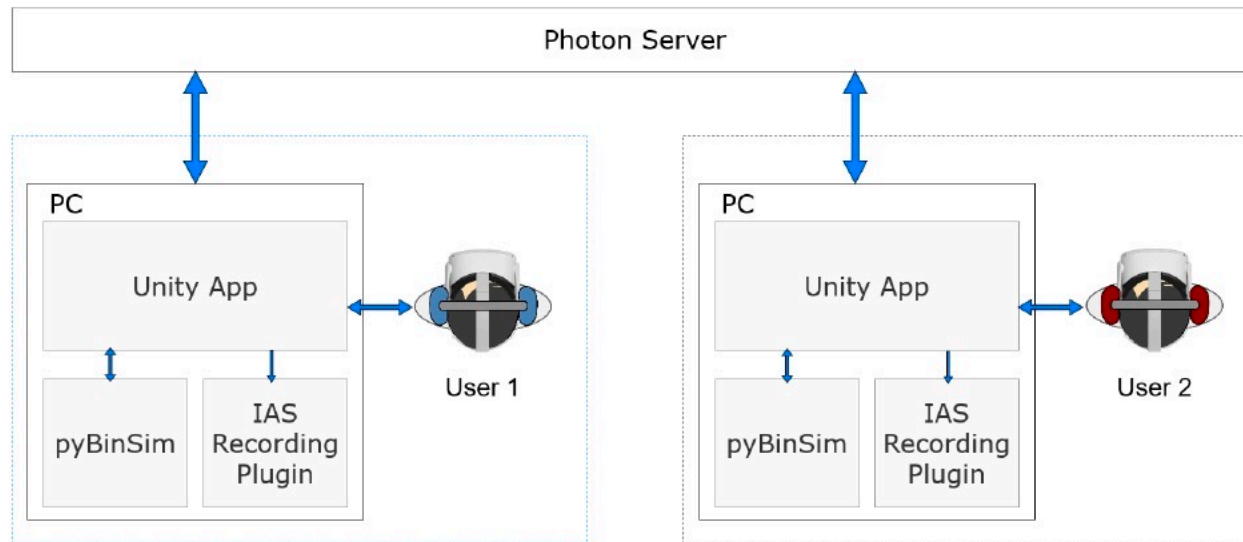 Photon Server
PC
Unity App
User 1
pyBinSim
IAS
Recording
Plugin
PC
Unity App
User 2
pyBinSim
IAS
Recording
Plugin